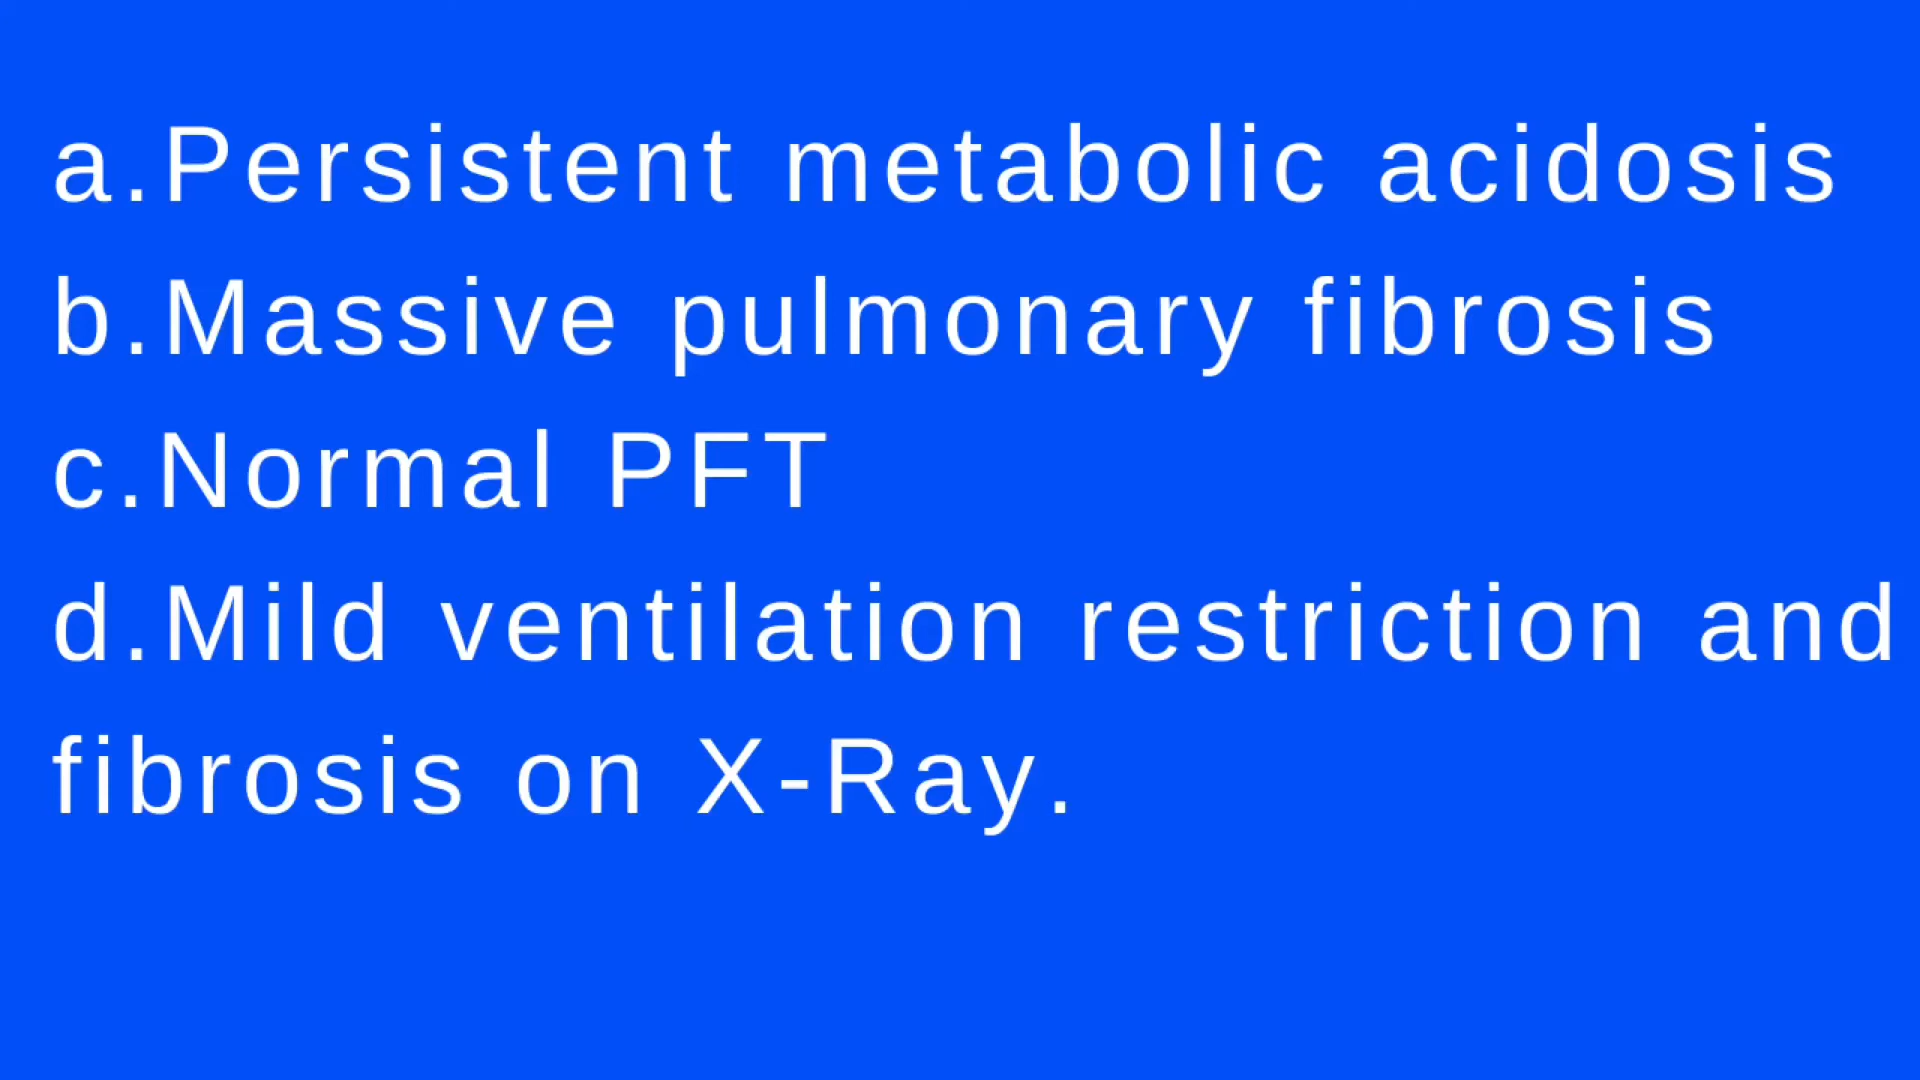 a.Persistent metabolic acidosis
b.Massive pulmonary fibrosis
c.Normal PFT
d.Mild ventilation restriction and
fibrosis on X-Ray.